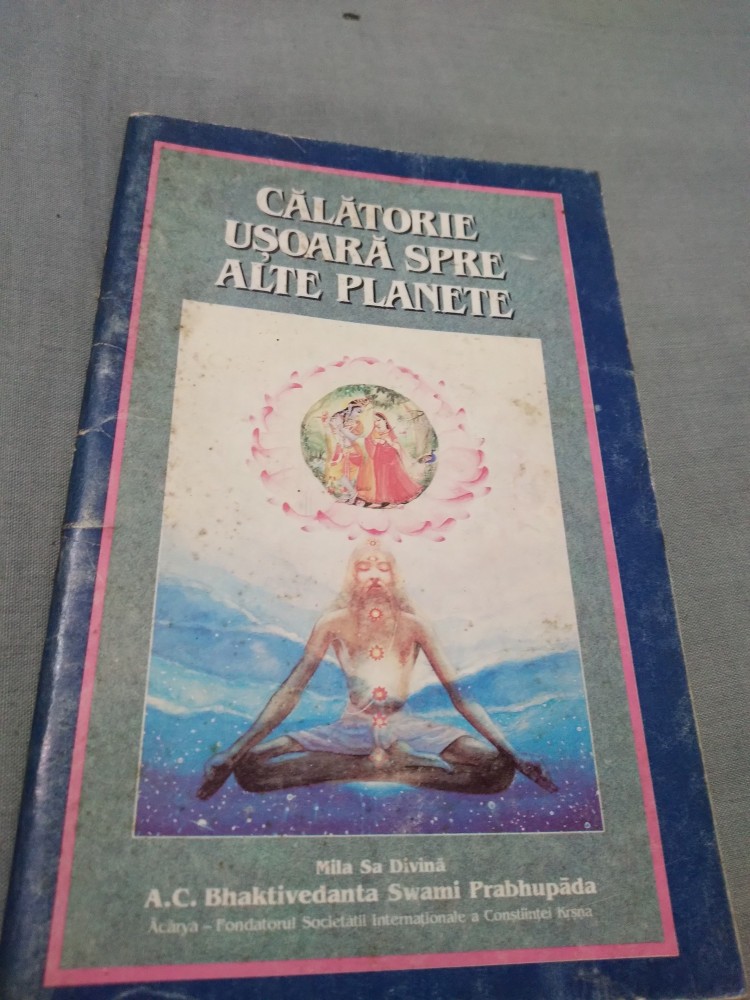 CĂLĂTORIE
UȘOARĂ SPRE
ALTE PLANETE
Mila Sa Divină
A.C. Bhaktivedanta Swami Prabhupāda
Ācārya – Fondatorul Societății Internaționale a Conștiinței Kṛṣṇa